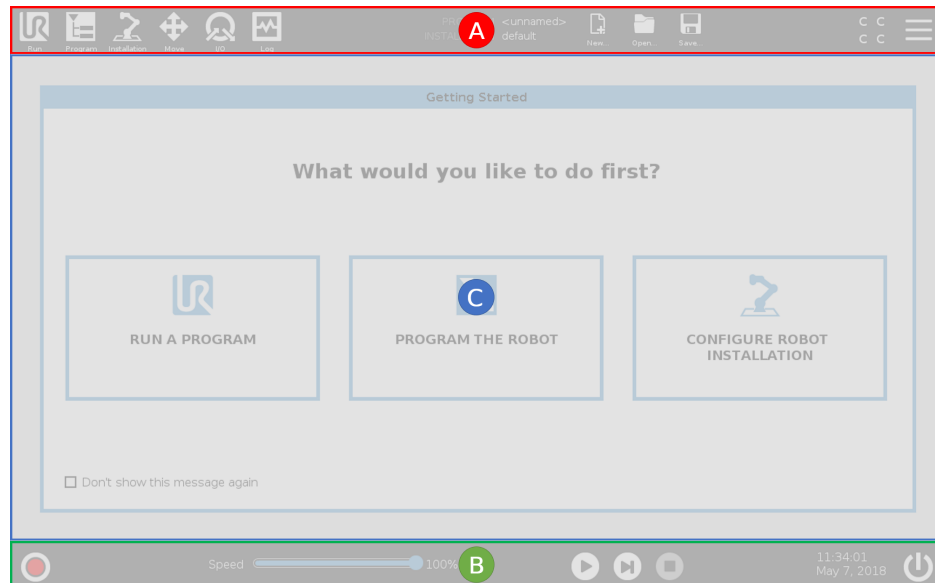 PR <unnamed>
INSTAL default
A
Run Program Installation Move I/O Log New... Open... Save...
C C
C C
Getting Started
What would you like to do first?
C
RUN A PROGRAM
PROGRAM THE ROBOT
CONFIGURE ROBOT
INSTALLATION
Don't show this message again
Speed 100% B
11:34:01
May 7, 2018